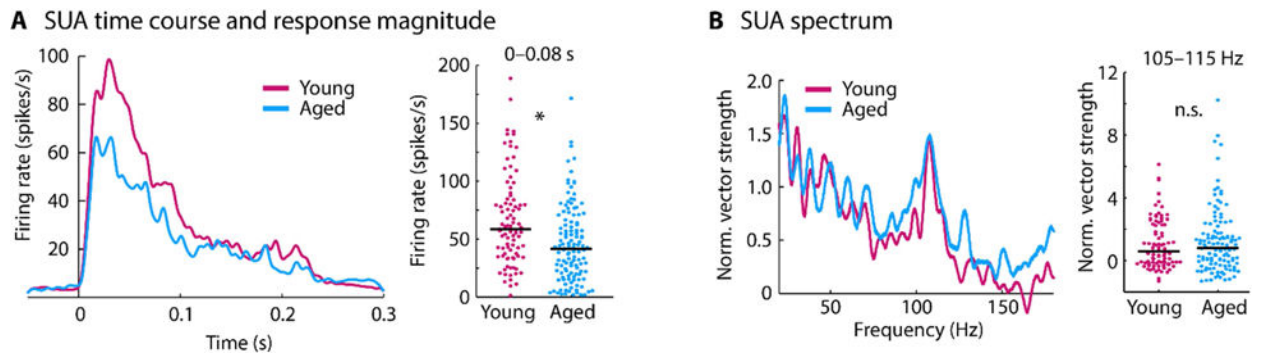 A SUA time course and response magnitude
Firing rate (spikes/s)
100
80
60
40
20
0
0.1
0.2
0.3
Time (s)
Young
Aged
0–0.08 s
Firing rate (spikes/s)
200
150
100
50
0
*
Young Aged
B SUA spectrum
Norm. vector strength
2.0
1.5
1.0
0.5
0
50
100
150
Frequency (Hz)
Young
Aged
105–115 Hz
Norm. vector strength
12
8
4
0
n.s.
Young Aged